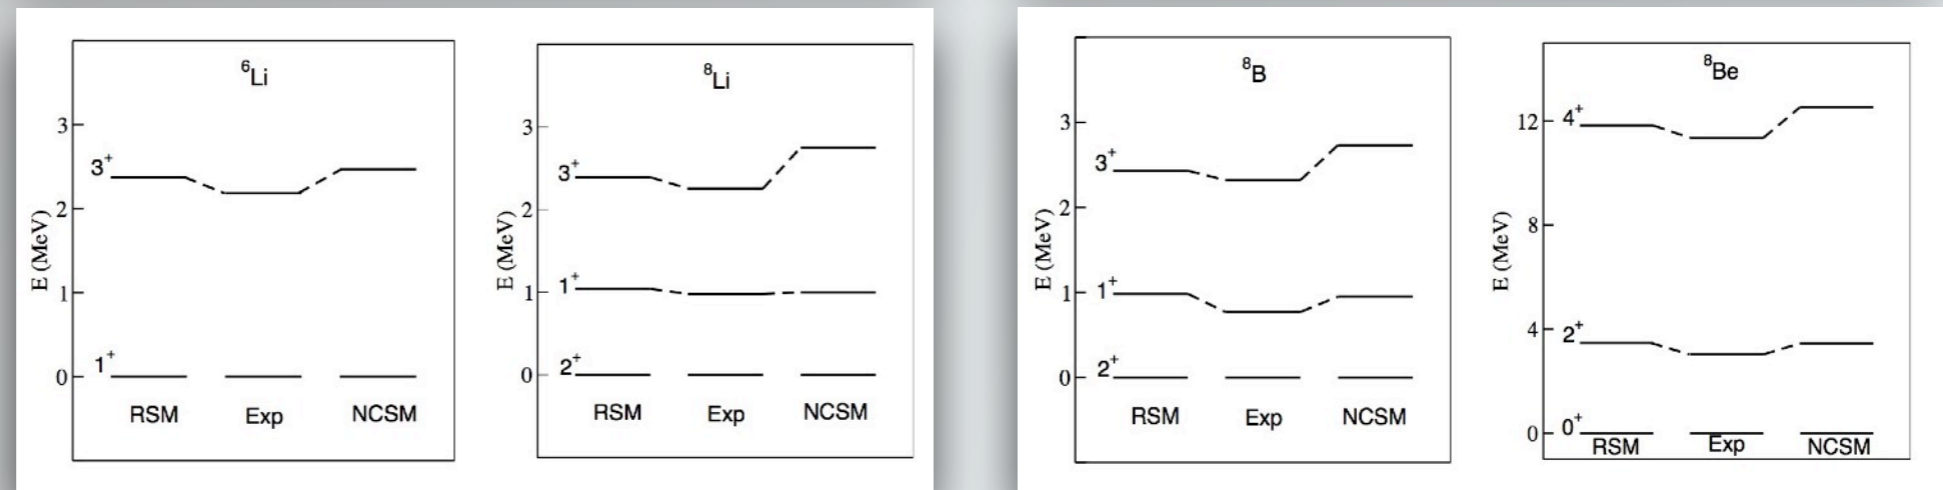 ⁶Li
3
3⁺
2
E (MeV)
1
1⁺
0
RSM Exp NCSM
⁸Li
3
3⁺
2
E (MeV)
1⁺
1
2⁺
0
RSM Exp NCSM
⁸B
3
3⁺
2
E (MeV)
1⁺
1
2⁺
0
RSM Exp NCSM
⁸Be
12 4⁺
8
E (MeV)
4 2⁺
0 0⁺
RSM Exp NCSM